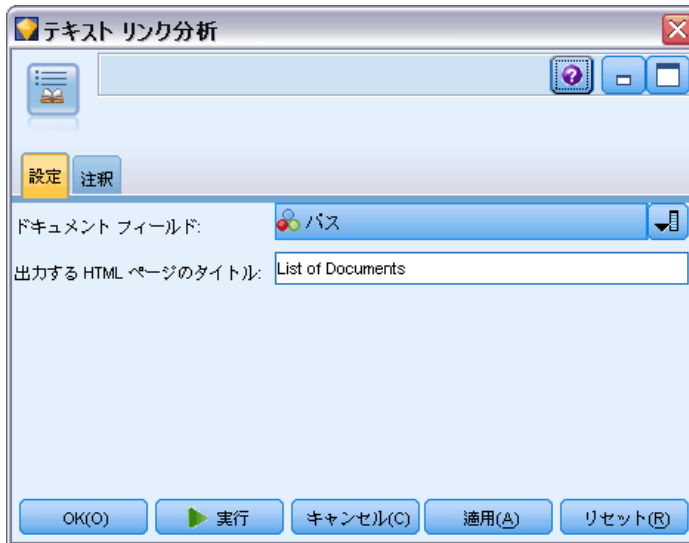 テキスト リンク分析
設定 注釈
ドキュメント フィールド: パス
出力する HTML ページのタイトル: List of Documents
OK(O) 実行 キャンセル(C) 適用(A) リセット(R)